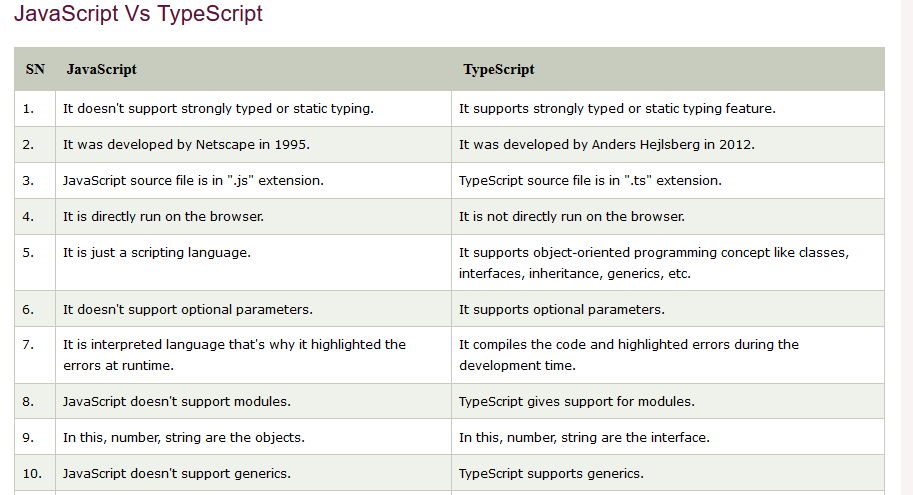 JavaScript Vs TypeScript
SN JavaScript TypeScript
1. It doesn't support strongly typed or static typing. It supports strongly typed or static typing feature.
2. It was developed by Netscape in 1995. It was developed by Anders Hejlsberg in 2012.
3. JavaScript source file is in ".js" extension. TypeScript source file is in ".ts" extension.
4. It is directly run on the browser. It is not directly run on the browser.
5. It is just a scripting language. It supports object-oriented programming concept like classes,
interfaces, inheritance, generics, etc.
6. It doesn't support optional parameters. It supports optional parameters.
7. It is interpreted language that's why it highlighted the It compiles the code and highlighted errors during the
errors at runtime. development time.
8. JavaScript doesn't support modules. TypeScript gives support for modules.
9. In this, number, string are the objects. In this, number, string are the interface.
10. JavaScript doesn't support generics. TypeScript supports generics.